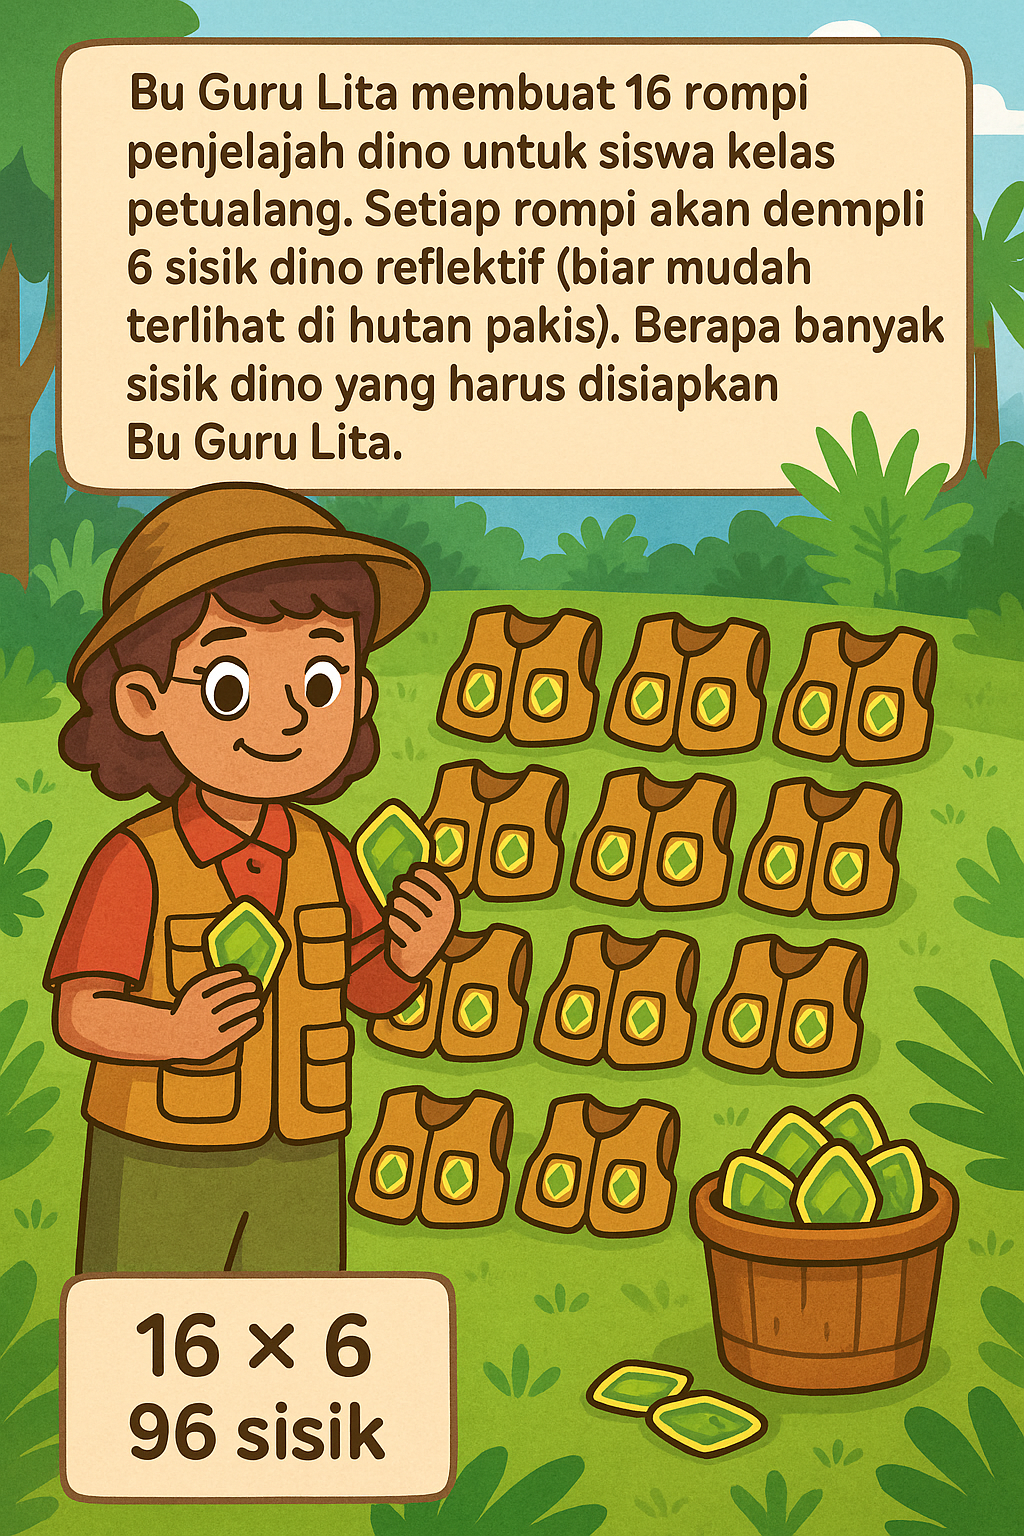 Bu Guru Lita membuat 16 rompi
penjelajah dino untuk siswa kelas
petualang. Setiap rompi akan denmpli
6 sisik dino reflektif (biar mudah
terlihat di hutan pakis). Berapa banyak
sisik dino yang harus disiapkan
Bu Guru Lita.
16 × 6
96 sisik